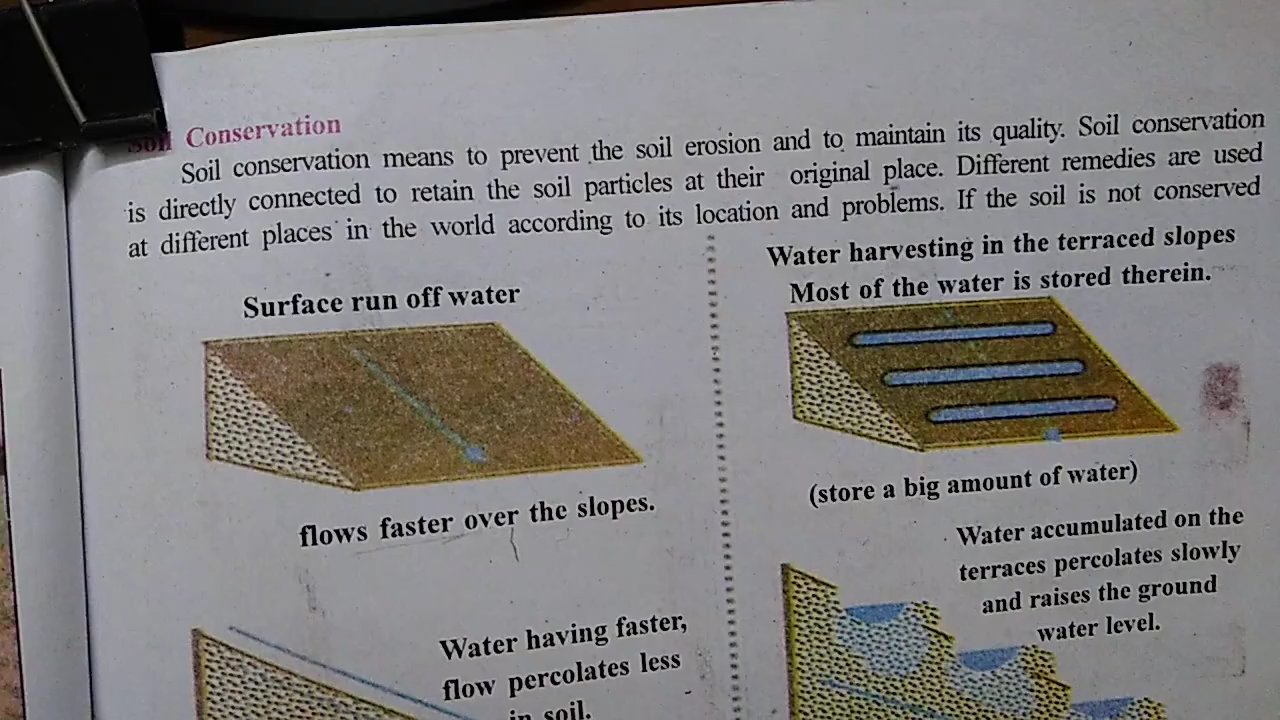 Soil Conservation
Soil conservation means to prevent the soil erosion and to maintain its quality. Soil conservation
is directly connected to retain the soil particles at their original place. Different remedies are used
at different places in the world according to its location and problems. If the soil is not conserved
Surface run off water
flows faster over the slopes.
Water having faster,
flow percolates less
in soil.
Water harvesting in the terraced slopes
Most of the water is stored therein.
(store a big amount of water)
Water accumulated on the
terraces percolates slowly
and raises the ground
water level.